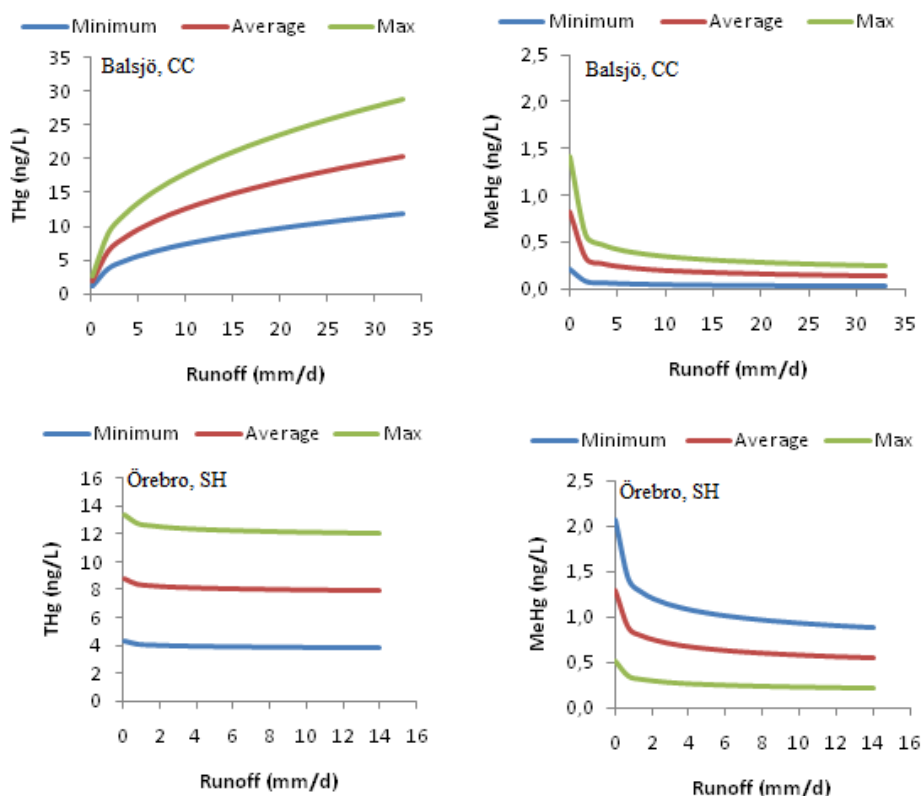 Minimum Average Max
Balsjö, CC
THg (ng/L)
35
30
25
20
15
10
5
0
0 5 10 15 20 25 30 35
Runoff (mm/d)
Minimum Average Max
Balsjö, CC
MeHg (ng/L)
2,5
2,0
1,5
1,0
0,5
0,0
0 5 10 15 20 25 30 35
Runoff (mm/d)
Minimum Average Max
Örebro, SH
THg (ng/L)
16
14
12
10
8
6
4
2
0
0 2 4 6 8 10 12 14 16
Runoff (mm/d)
Minimum Average Max
Örebro, SH
MeHg (ng/L)
2,5
2,0
1,5
1,0
0,5
0,0
0 2 4 6 8 10 12 14 16
Runoff (mm/d)